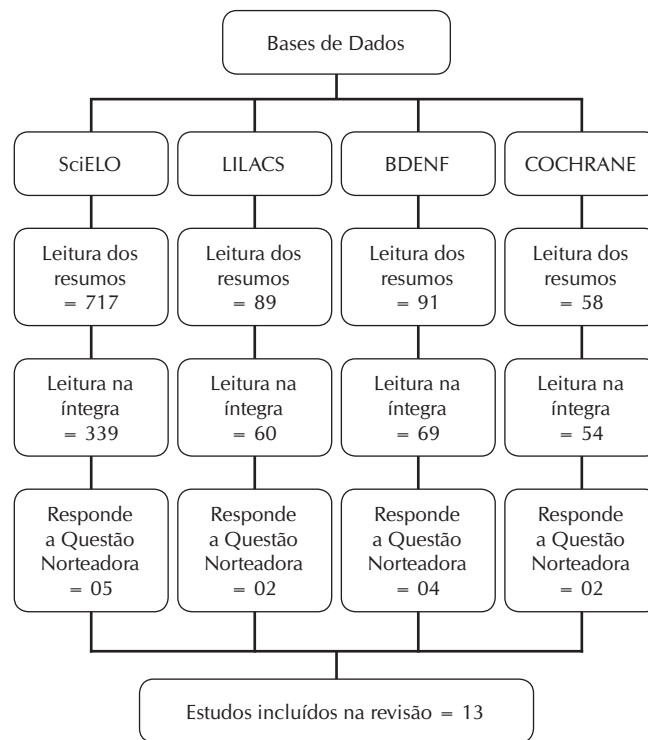 Bases de Dados
SciELO
LILACS
BDENF
COCHRANE
Leitura dos
resumos
= 717
Leitura dos
resumos
= 89
Leitura dos
resumos
= 91
Leitura dos
resumos
= 58
Leitura na
íntegra
= 339
Leitura na
íntegra
= 60
Leitura na
íntegra
= 69
Leitura na
íntegra
= 54
Responde
a Questão
Norteadora
= 05
Responde
a Questão
Norteadora
= 02
Responde
a Questão
Norteadora
= 04
Responde
a Questão
Norteadora
= 02
Estudos incluídos na revisão = 13